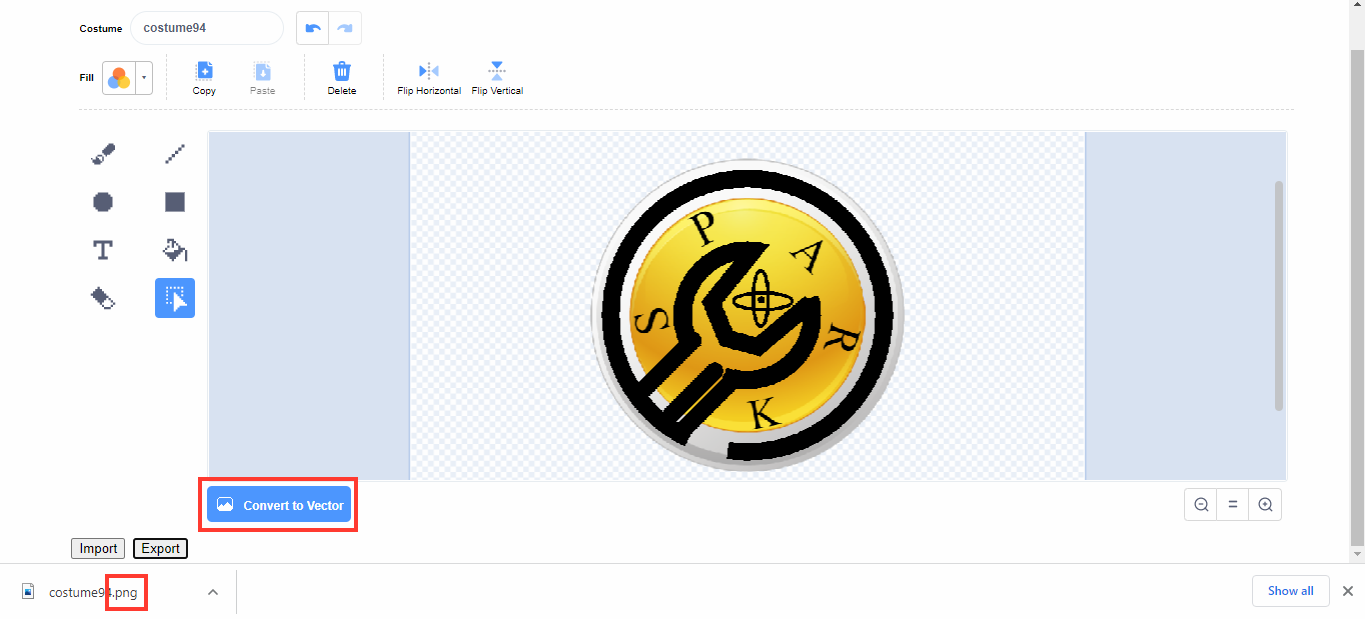 Costume costume94
Fill Copy Paste Delete Flip Horizontal Flip Vertical
T
S P A R K
Convert to Vector
=
Import Export
costume94.png Show all